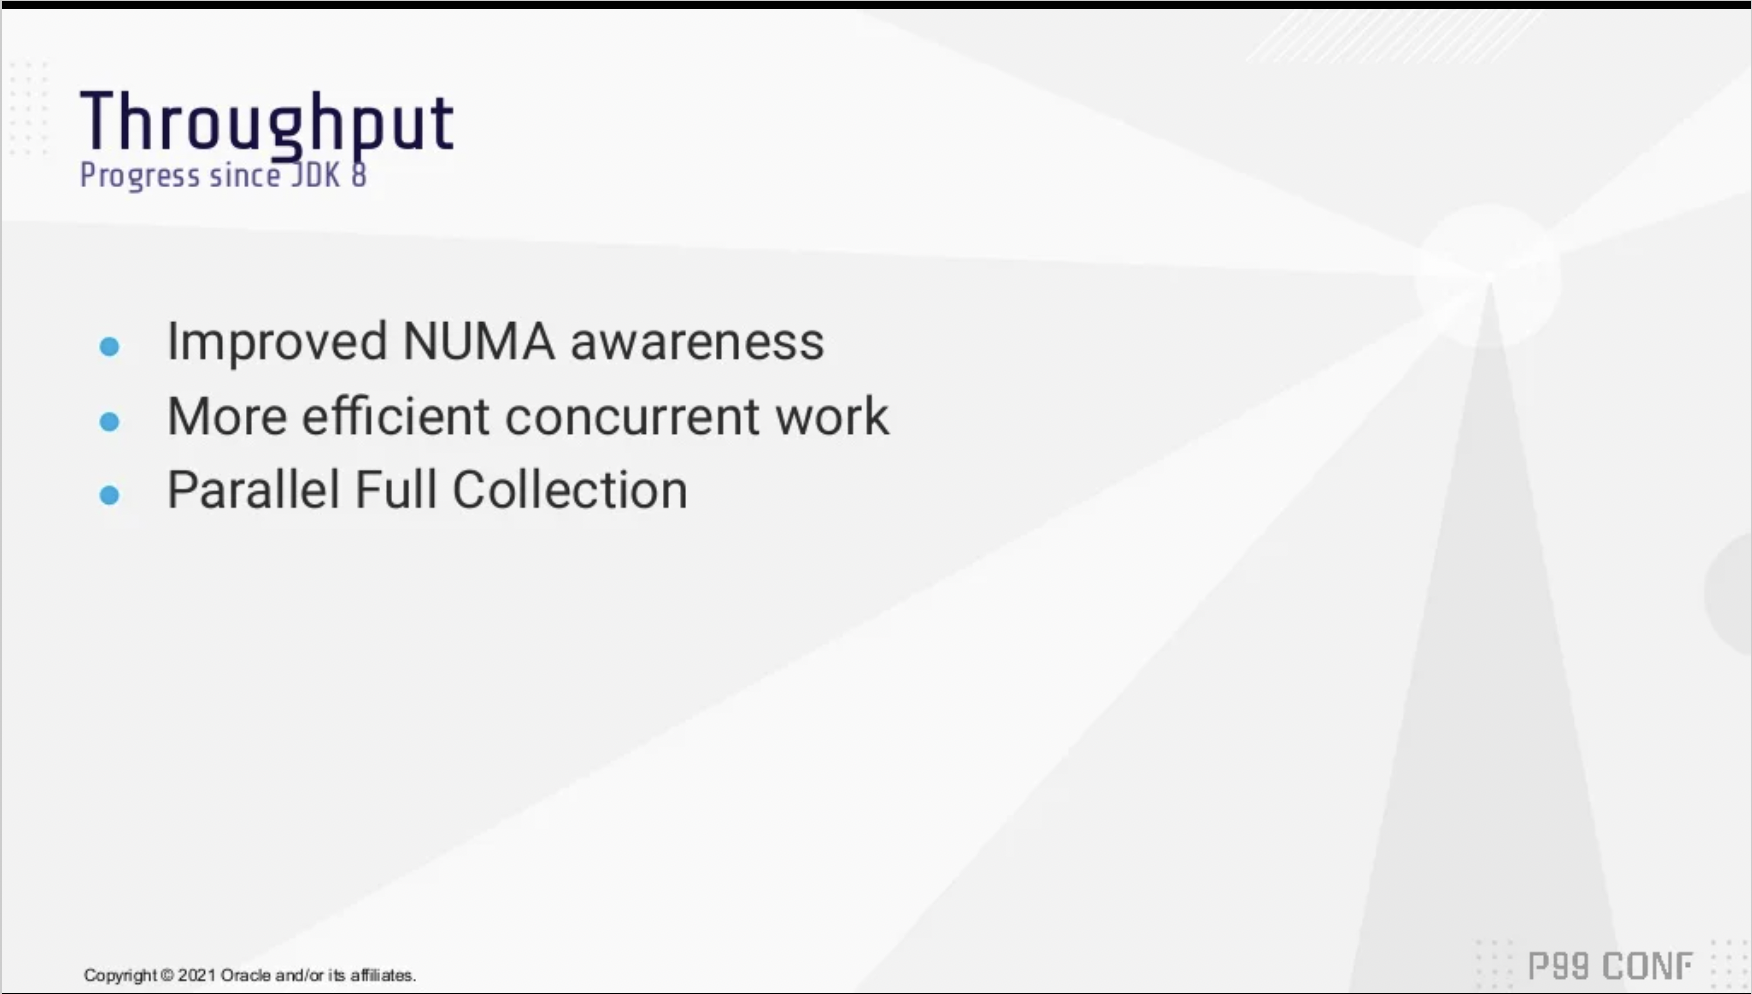 Throughput
Progress since JDK 8
Improved NUMA awareness
More efficient concurrent work
Parallel Full Collection
Copyright © 2021 Oracle and/or its affiliates.
P99 CONF